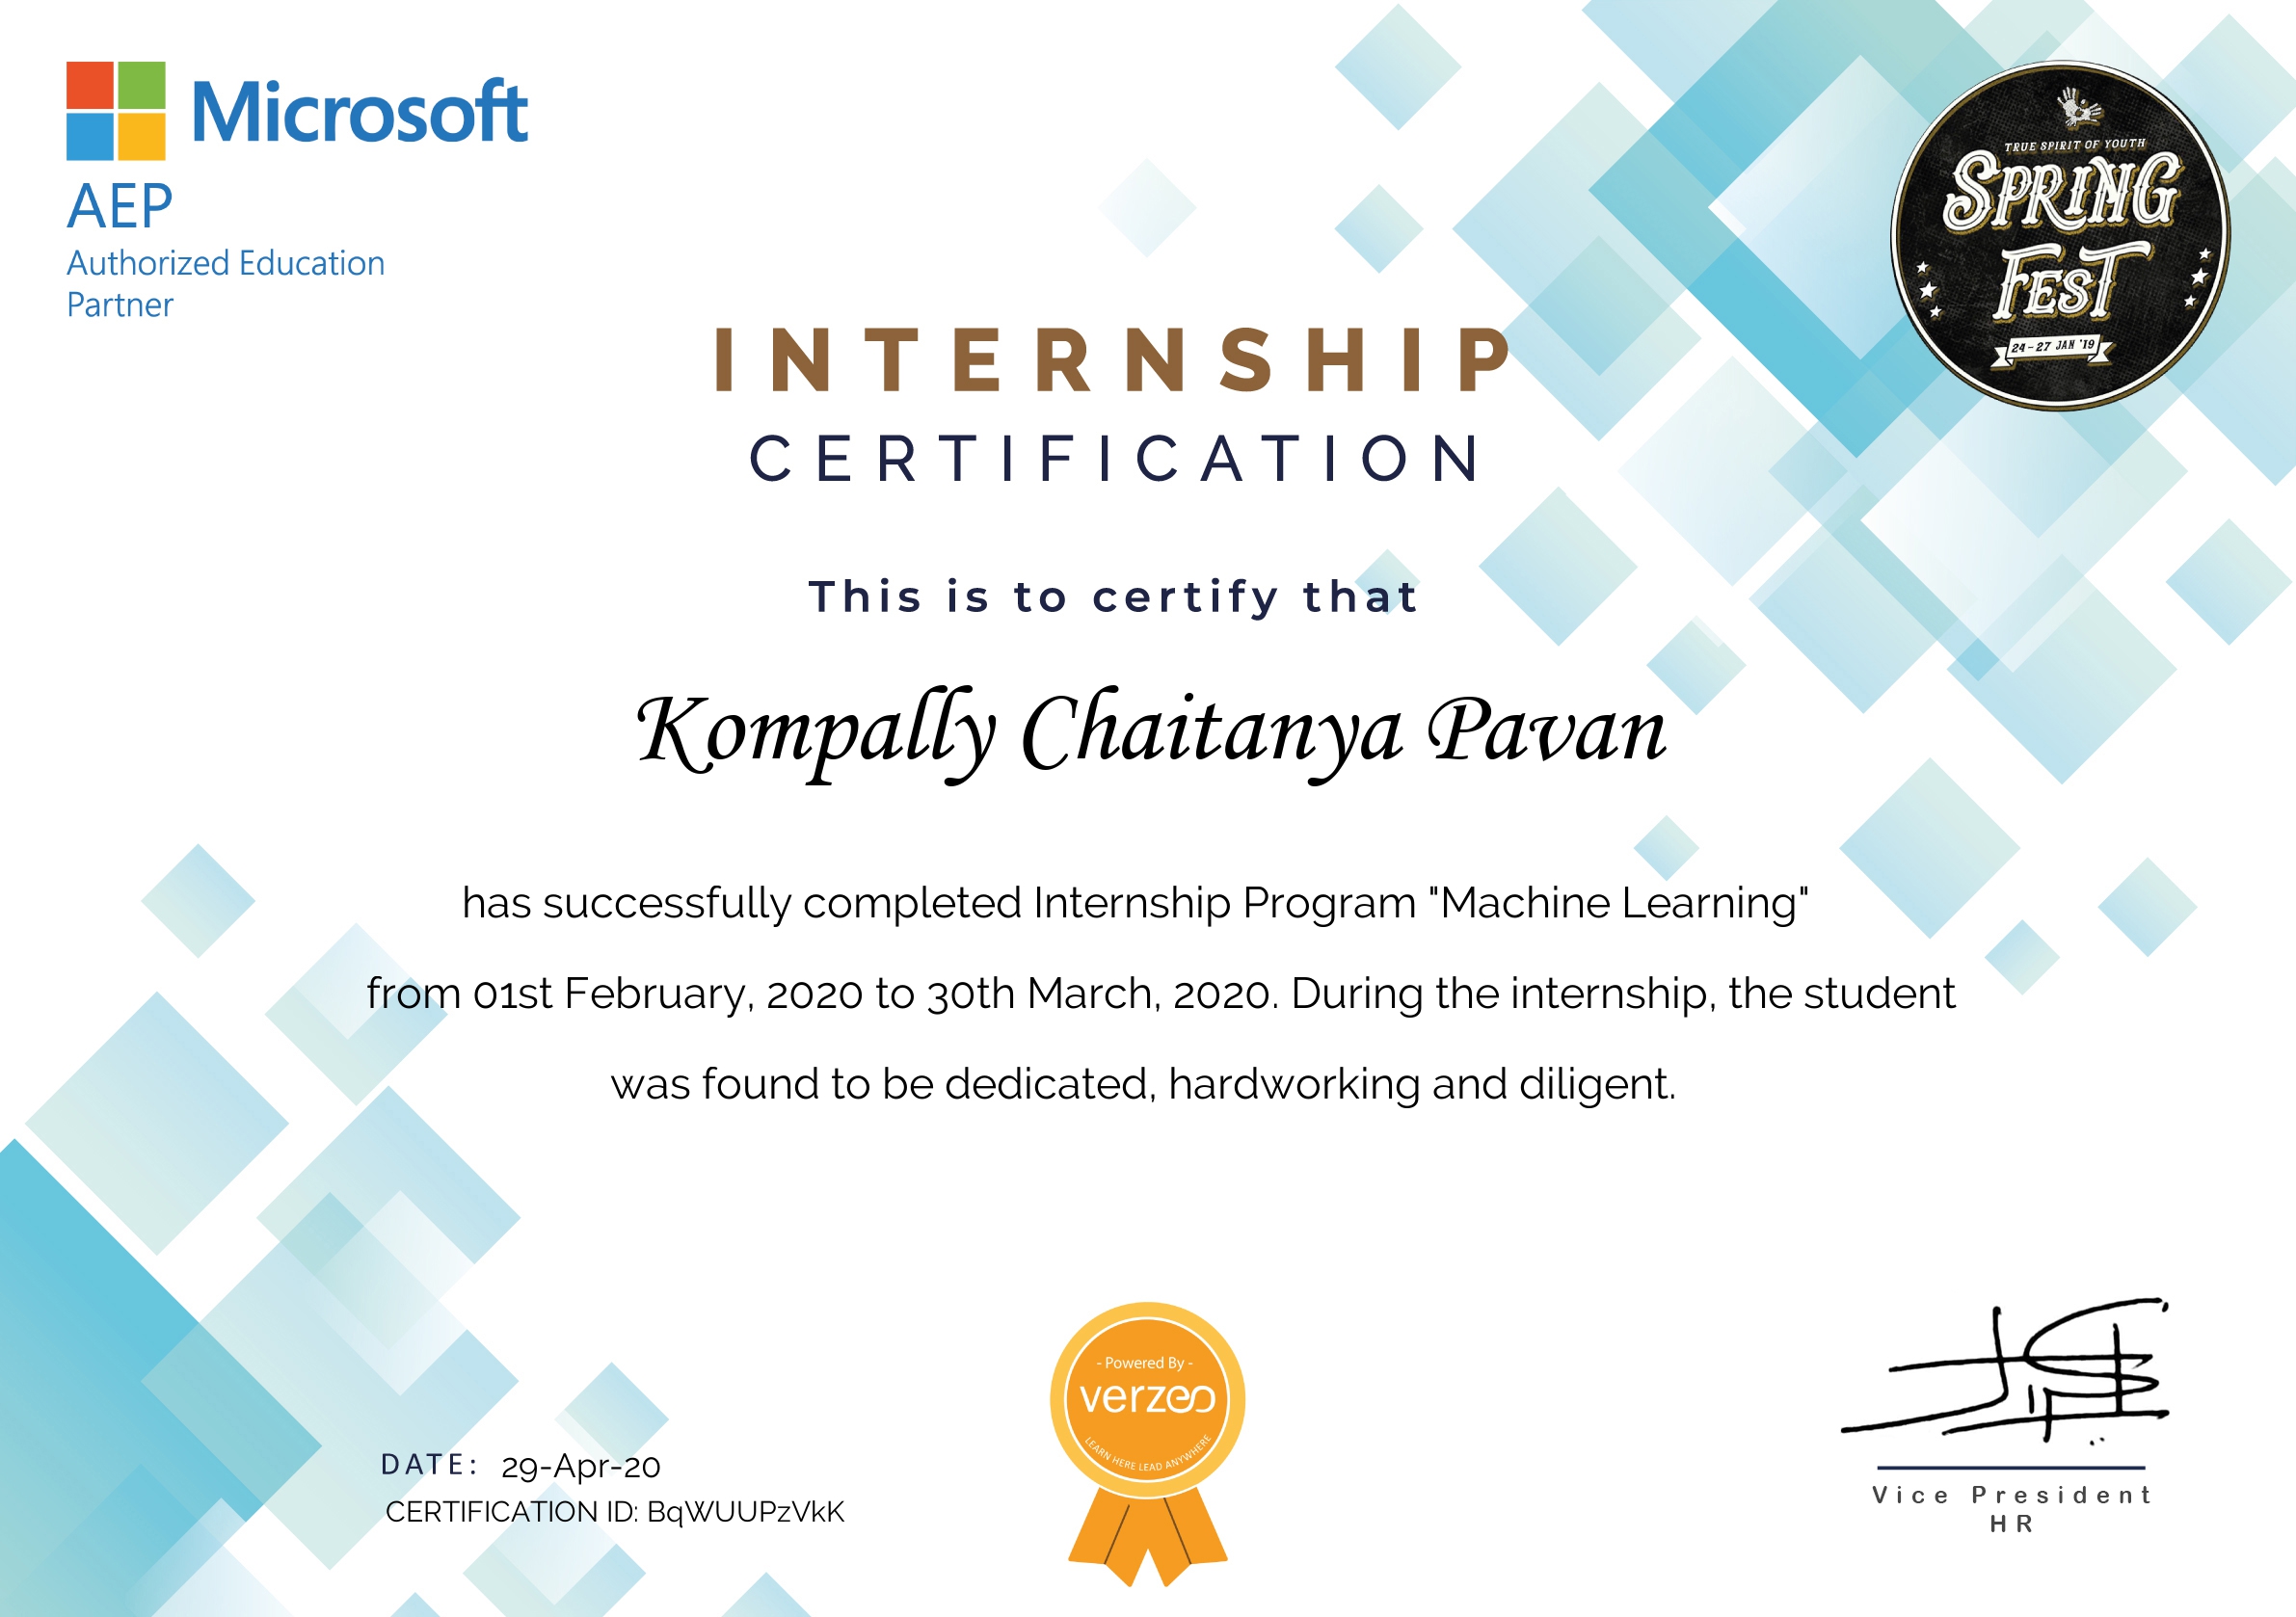 Microsoft
AEP
Authorized Education
Partner
TRUE SPIRIT OF YOUTH
SPRING
FEST
24-27 JAN '19
INTERNSHIP
CERTIFICATION
This is to certify that
Kompally Chaitanya Pavan
has successfully completed Internship Program "Machine Learning"
from 01st February, 2020 to 30th March, 2020. During the internship, the student
was found to be dedicated, hardworking and diligent.
- Powered By -
verzeo
LEARN HERE LEAD ANYWHERE
DATE: 29-Apr-20
CERTIFICATION ID: BqWUUPzVkK
Vice President
HR